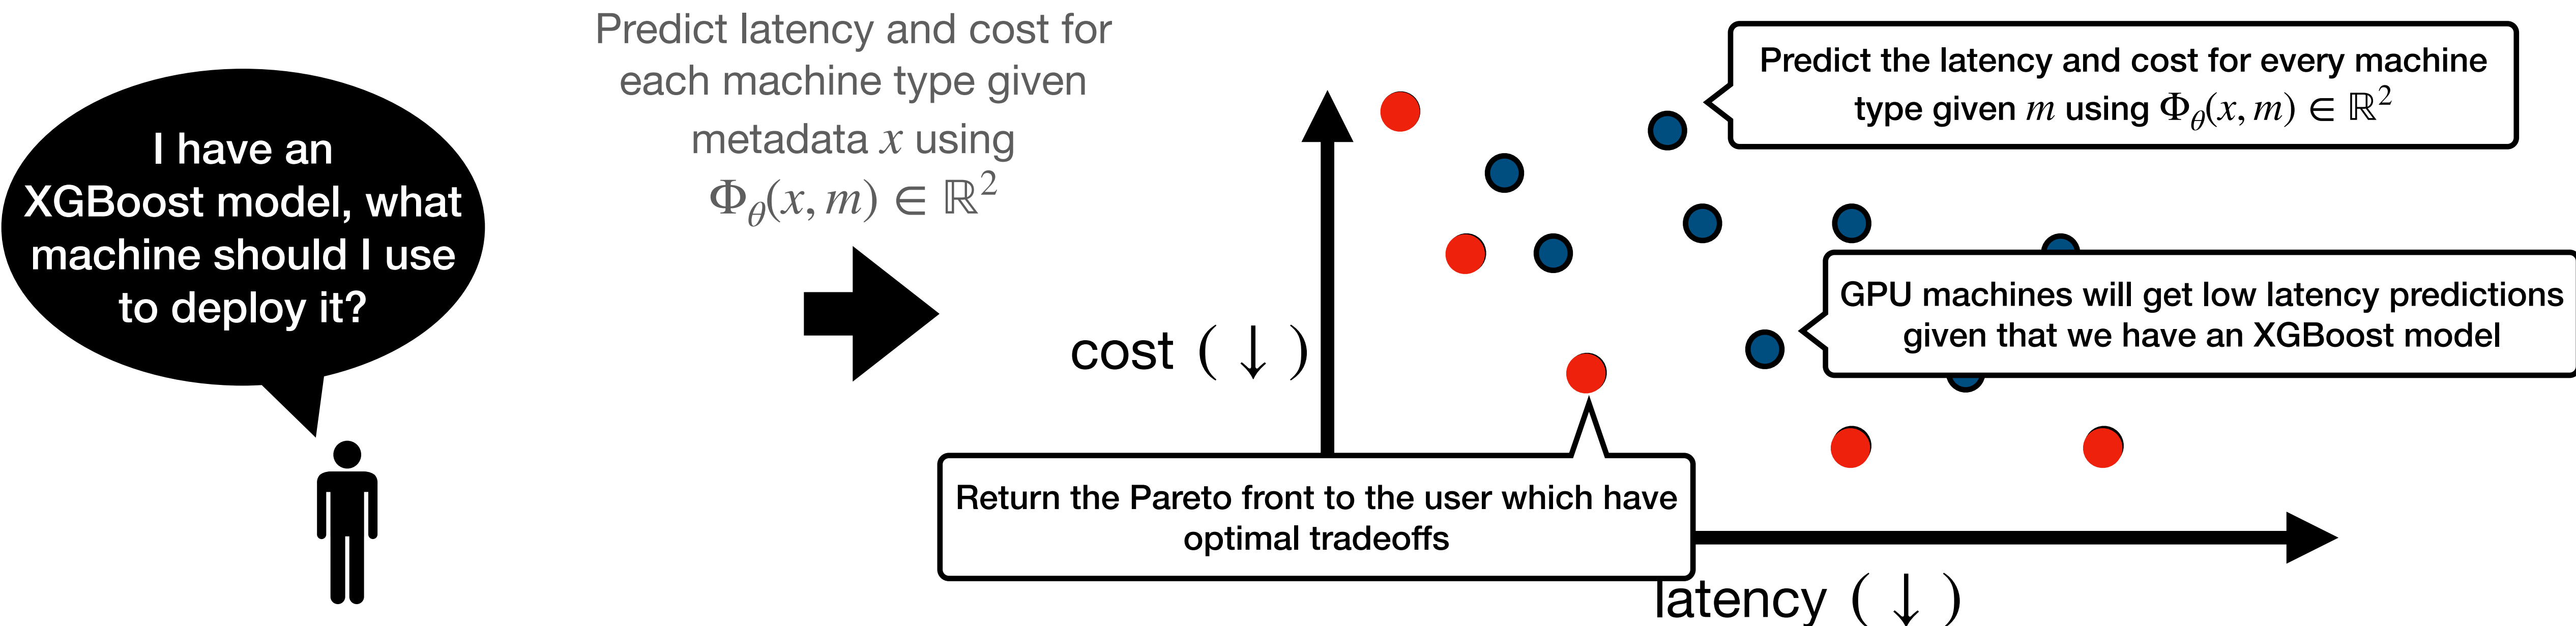 I have an
XGBoost model, what
machine should I use
to deploy it?
Predict latency and cost for
each machine type given
metadata x using
Φθ(x, m) ∈ ℝ²
Predict the latency and cost for every machine
type given m using Φθ(x, m) ∈ ℝ²
GPU machines will get low latency predictions
given that we have an XGBoost model
cost (↓)
Return the Pareto front to the user which have
optimal tradeoffs
latency (↓)